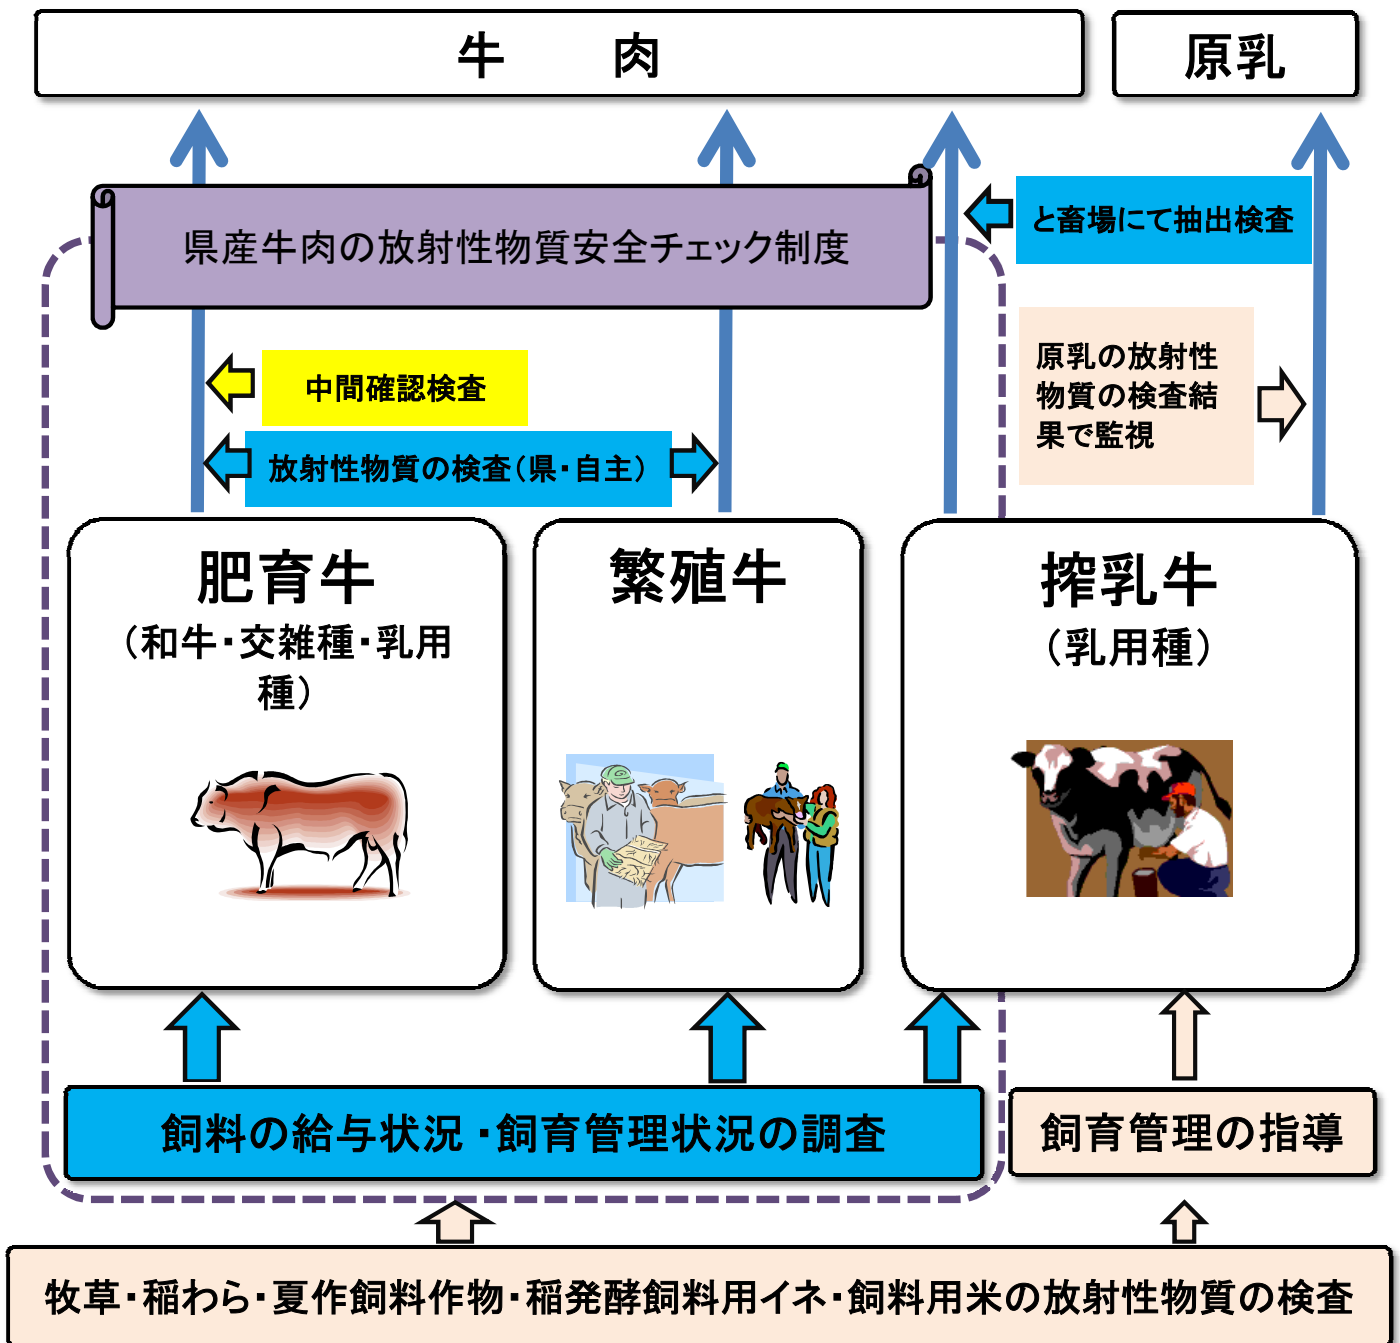 牛　　肉
原乳
県産牛肉の放射性物質安全チェック制度
と畜場にて抽出検査
中間確認検査
放射性物質の検査（県・自主）
原乳の放射性
物質の検査結
果で監視
肥育牛
（和牛・交雑種・乳用
種）
繁殖牛
搾乳牛
（乳用種）
飼料の給与状況・飼育管理状況の調査
飼育管理の指導
牧草・稲わら・夏作飼料作物・稲発酵飼料用イネ・飼料用米の放射性物質の検査